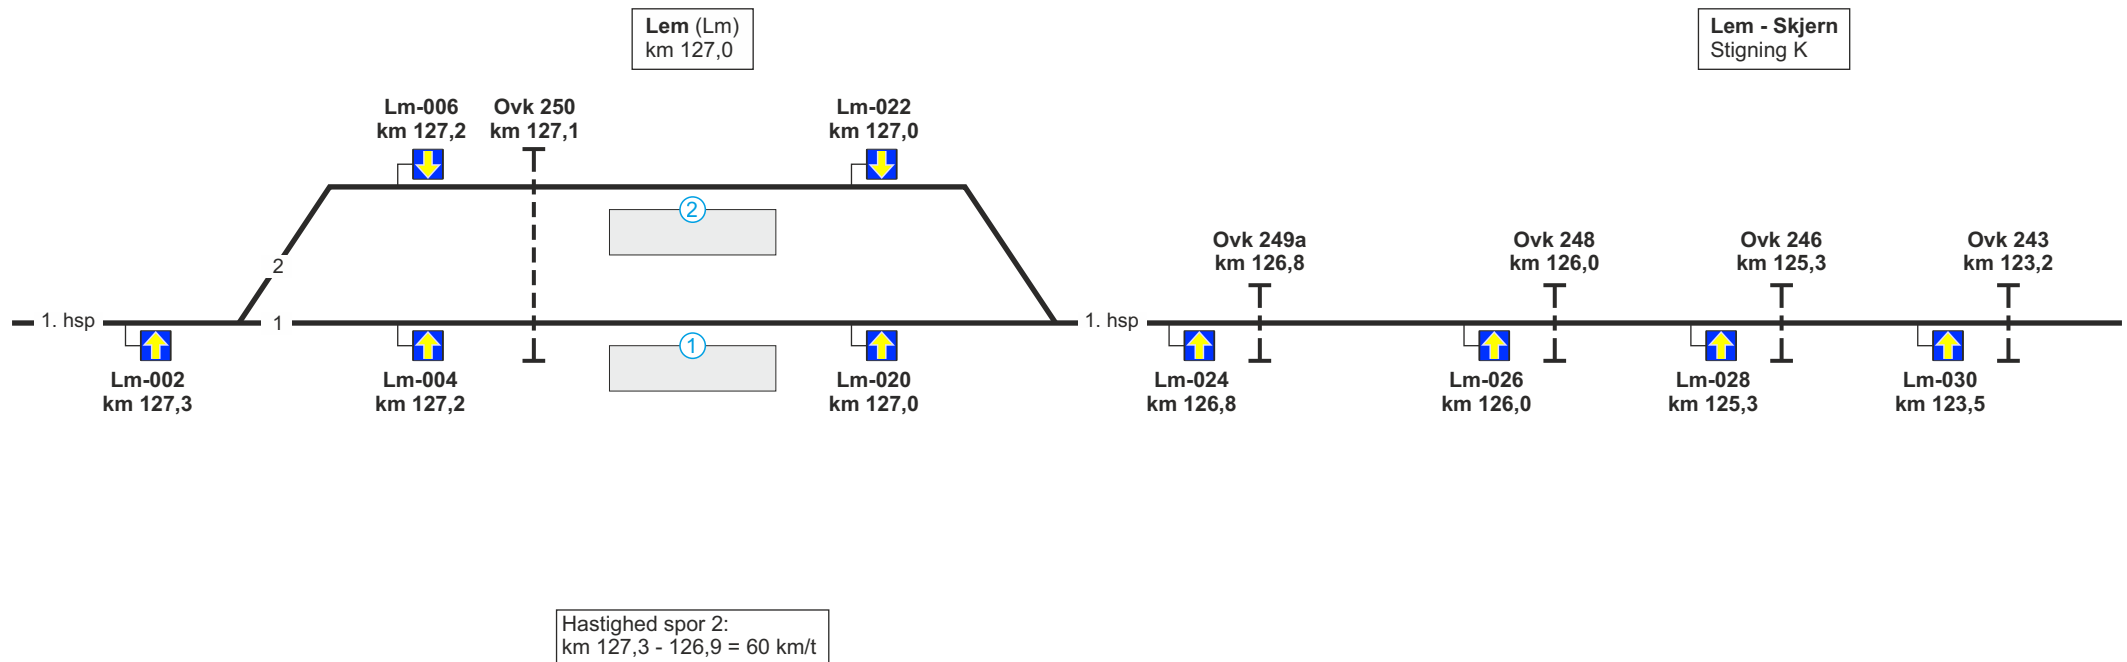 Lem (Lm)
km 127,0
Lem - Skjern
Stigning K
Lm-006
km 127,2
Ovk 250
km 127,1
Lm-022
km 127,0
2
Ovk 249a
km 126,8
Ovk 248
km 126,0
Ovk 246
km 125,3
Ovk 243
km 123,2
2
1. hsp
1
1. hsp
1
Lm-002
km 127,3
Lm-004
km 127,2
Lm-020
km 127,0
Lm-024
km 126,8
Lm-026
km 126,0
Lm-028
km 125,3
Lm-030
km 123,5
Hastighed spor 2:
km 127,3 - 126,9 = 60 km/t